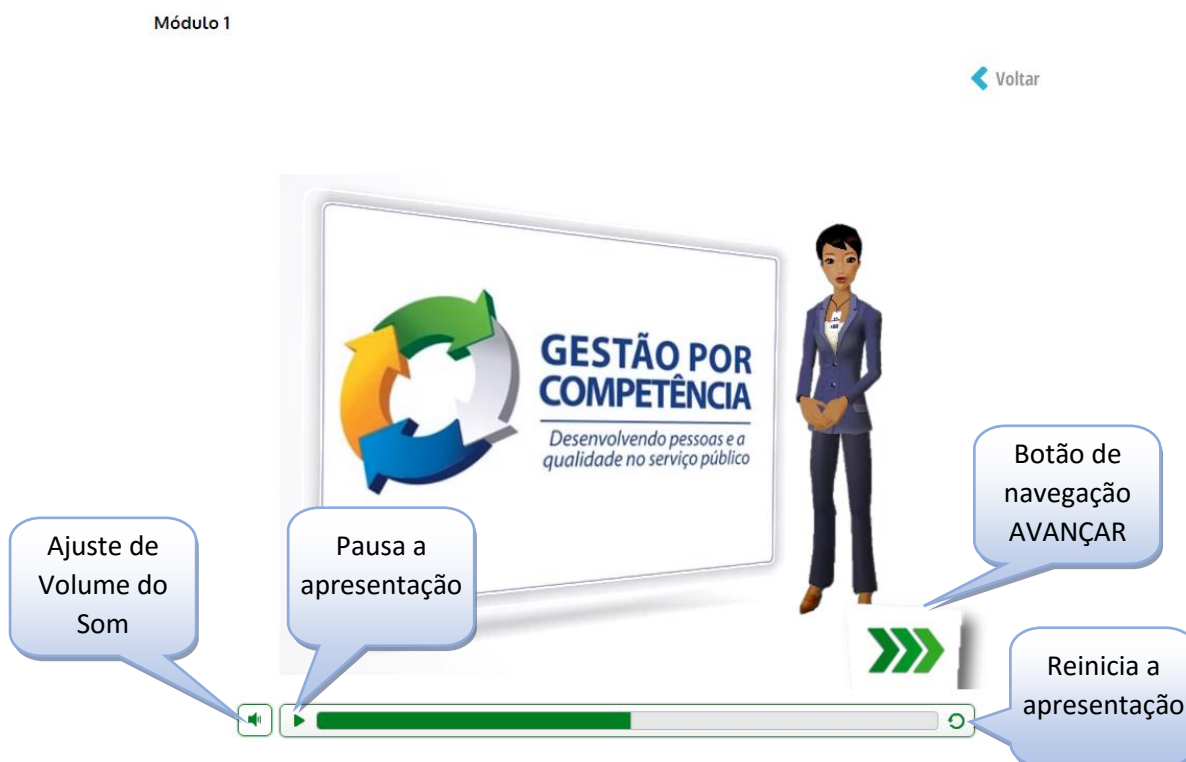 Módulo 1
Voltar
GESTÃO POR
COMPETÊNCIA
Desenvolvendo pessoas e a
qualidade no serviço público
Botão de
navegação
AVANÇAR
Ajuste de
Volume do
Som
Pausa a
apresentação
Reinicia a
apresentação